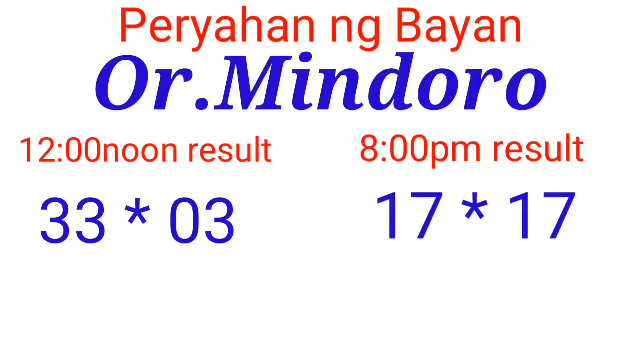 Peryahan ng Bayan
Or.Mindoro
12:00noon result 8:00pm result
33 * 03 17 * 17